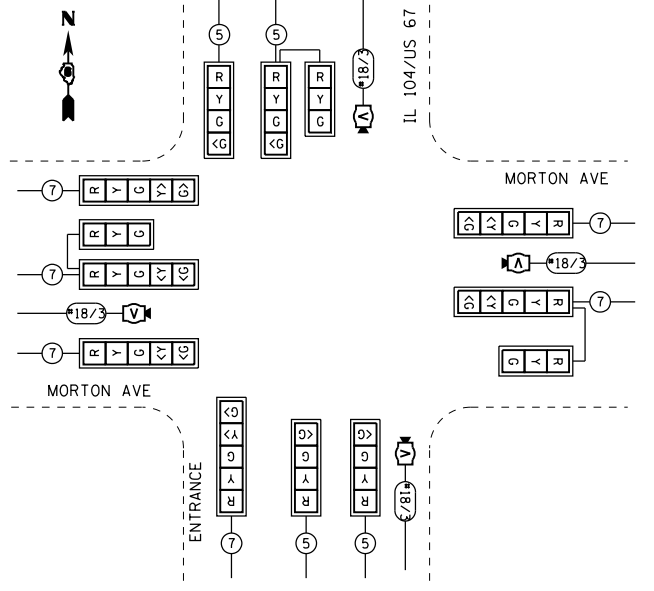 N
5
R
Y
G
<G
5
R
Y
G
<G
R
Y
G
#18/3
V
IL 104/US 67
MORTON AVE
7 R Y G Y> G>
R Y G
7 R Y G <Y <G
#18/3 V
7 R Y G <Y <G
MORTON AVE
<G <Y G Y R 7
V #18/3
<G <Y G Y R 7
G Y R
ENTRANCE
G>
Y>
G
Y
R
7
<G
G
Y
R
5
<G
G
Y
R
5
V
#18/3